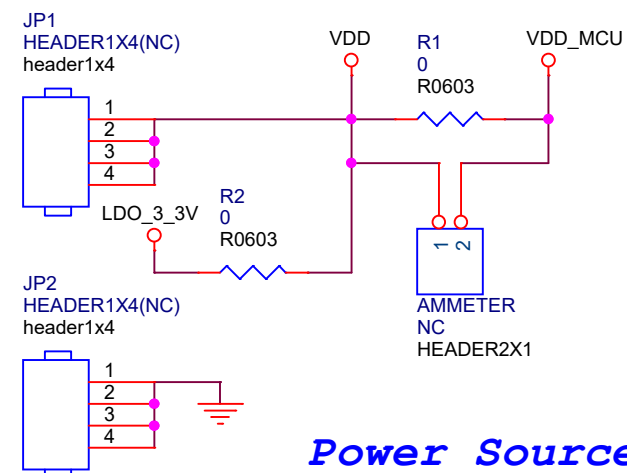 JP1
HEADER1X4(NC)
header1x4
1
2
3
4
VDD
R1
0
R0603
VDD_MCU
LDO_3_3V
R2
0
R0603
1
2
AMMETER
NC
HEADER2X1
JP2
HEADER1X4(NC)
header1x4
1
2
3
4
Power Source